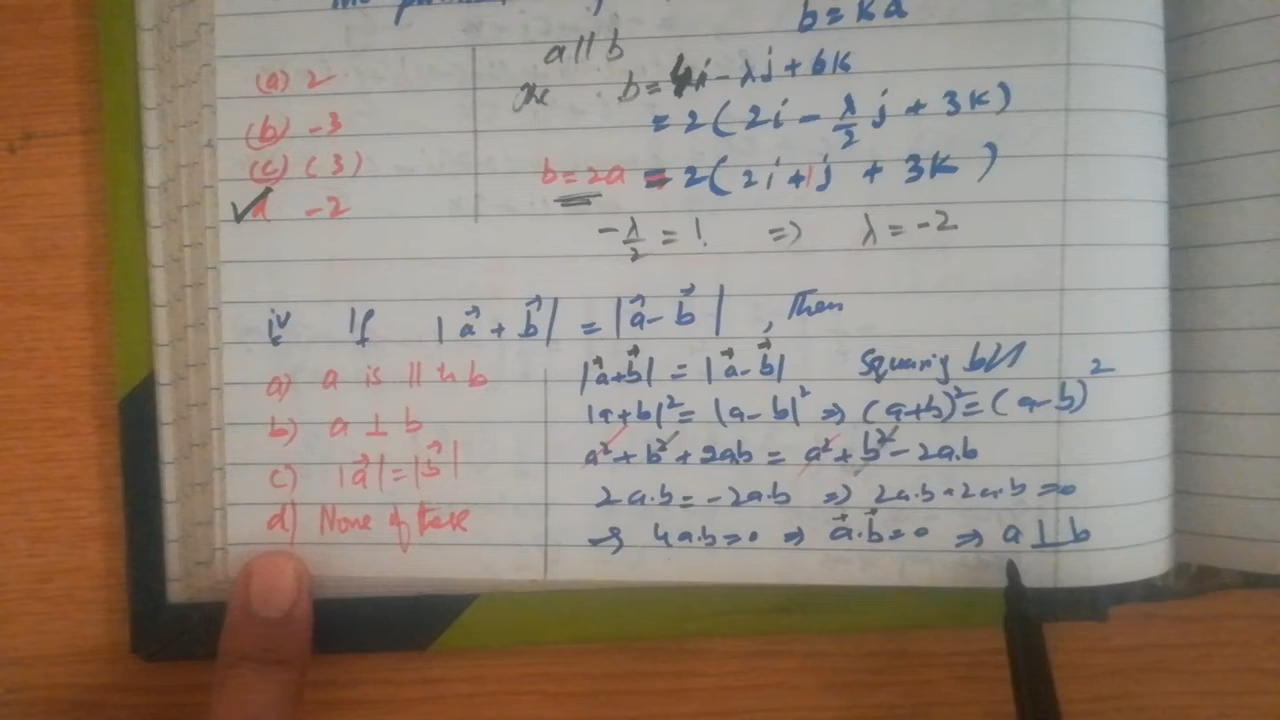 b = ka
a || b
(a) 2
b = 4i - λj + 6k
(b) -3
= 2(2i - λ/2 j + 3k)
(c) (3)
b = 2a = 2(2i + 1j + 3k)
d -2
-λ/2 = 1 => λ = -2
iv If |a⃗ + b⃗| = |a⃗ - b⃗|, Then
a) a is || to b
|a⃗+b⃗| = |a⃗-b⃗| Squaring b/s
b) a ⊥ b
|a+b|² = |a-b|² => (a+b)² = (a-b)²
c) |a⃗| = |b⃗|
a² + b² + 2ab = a² + b² - 2a.b
2a.b = -2a.b => 2a.b + 2a.b = 0
d) None of these
=> 4a.b = 0 => a⃗.b⃗ = 0 => a ⊥ b